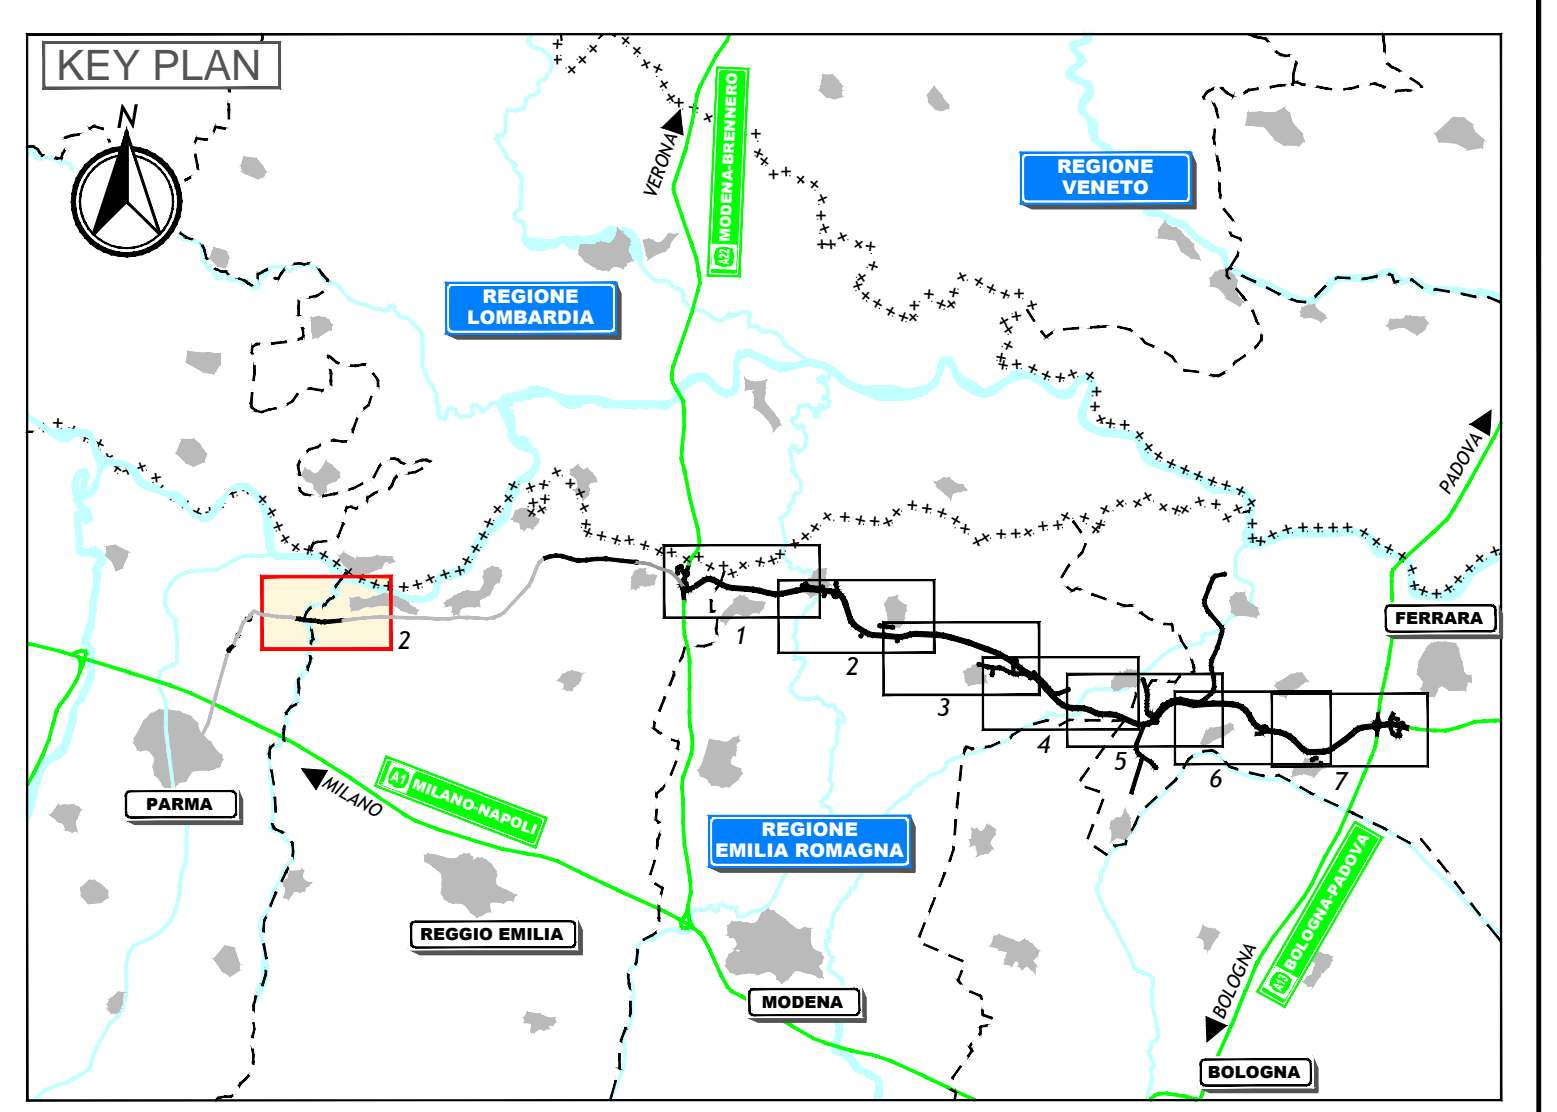 KEY PLAN
N
VERONA
A22 MODENA-BRENNERO
REGIONE
VENETO
REGIONE
LOMBARDIA
PADOVA
FERRARA
2
1
1
2
3
4
5
6
7
PARMA
MILANO
A1 MILANO-NAPOLI
REGIONE
EMILIA ROMAGNA
REGGIO EMILIA
MODENA
A13 BOLOGNA-PADOVA
BOLOGNA
BOLOGNA